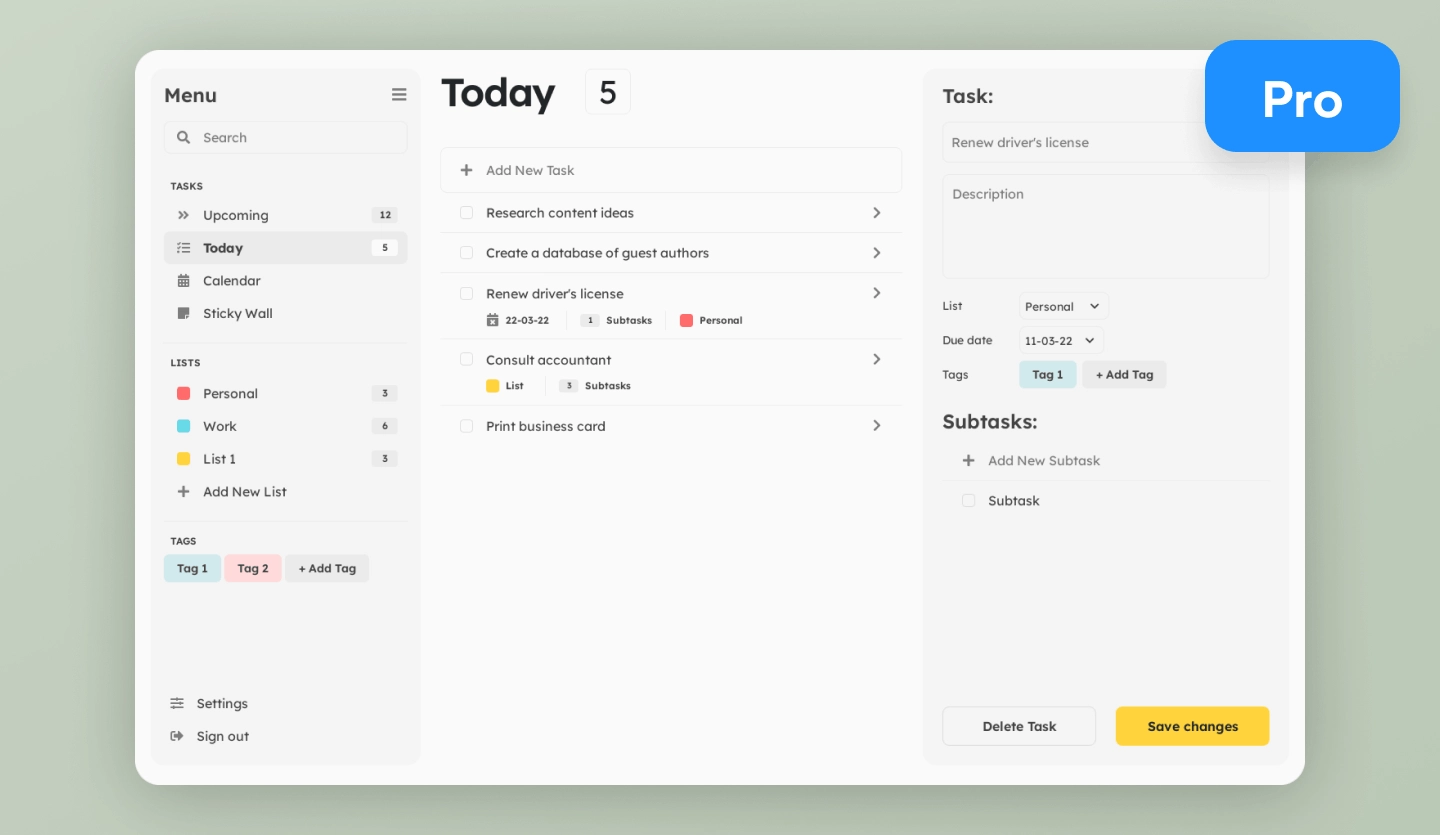 Menu
Search
TASKS
Upcoming 12
Today 5
Calendar
Sticky Wall
LISTS
Personal 3
Work 6
List 1 3
Add New List
TAGS
Tag 1 Tag 2 + Add Tag
Settings
Sign out
Today 5
Add New Task
Research content ideas
Create a database of guest authors
Renew driver's license
22-03-22 1 Subtasks Personal
Consult accountant
List 3 Subtasks
Print business card
Task:
Renew driver's license
Description
List Personal
Due date 11-03-22
Tags Tag 1 + Add Tag
Subtasks:
Add New Subtask
Subtask
Delete Task Save changes
Pro